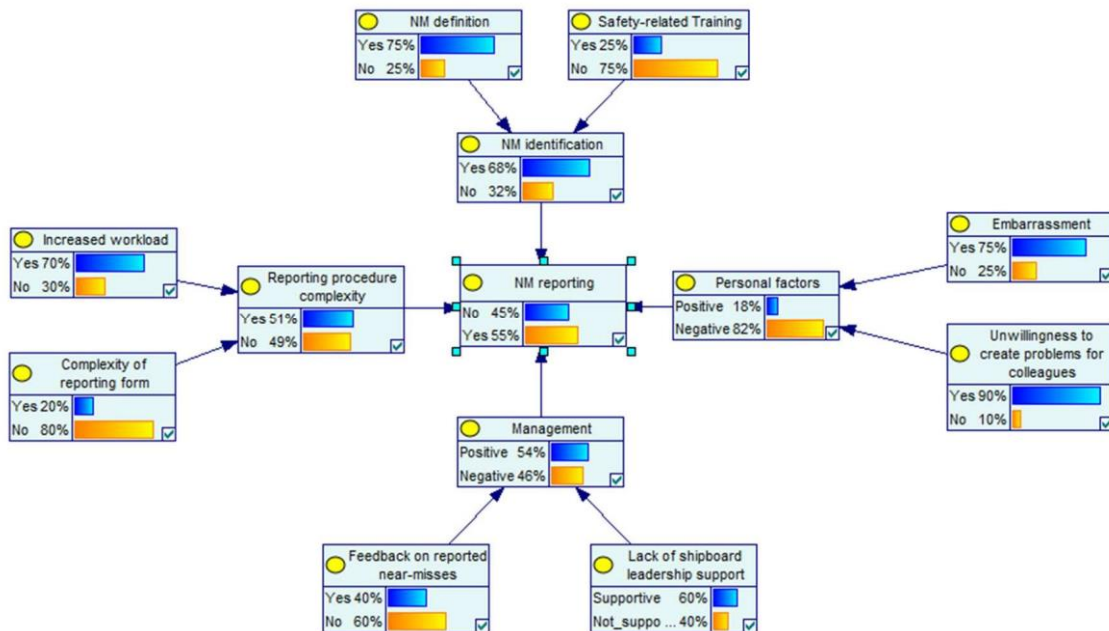 NM definition
Yes 75%
No 25%
Safety-related Training
Yes 25%
No 75%
NM identification
Yes 68%
No 32%
Increased workload
Yes 70%
No 30%
Reporting procedure
complexity
Yes 51%
No 49%
NM reporting
No 45%
Yes 55%
Personal factors
Positive 18%
Negative 82%
Embarrassment
Yes 75%
No 25%
Complexity of
reporting form
Yes 20%
No 80%
Unwillingness to
create problems for
colleagues
Yes 90%
No 10%
Management
Positive 54%
Negative 46%
Feedback on reported
near-misses
Yes 40%
No 60%
Lack of shipboard
leadership support
Supportive 60%
Not_suppo ... 40%